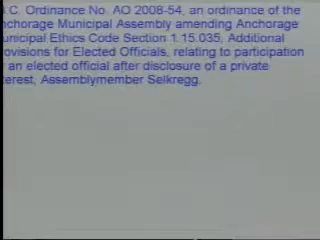 C. Ordinance No. AO 2008-54, an ordinance of the
nchorage Municipal Assembly amending Anchorage
unicipal Ethics Code Section 1.15.035, Additional
ovisions for Elected Officials, relating to participation
an elected official after disclosure of a private
terest, Assemblymember Selkregg.